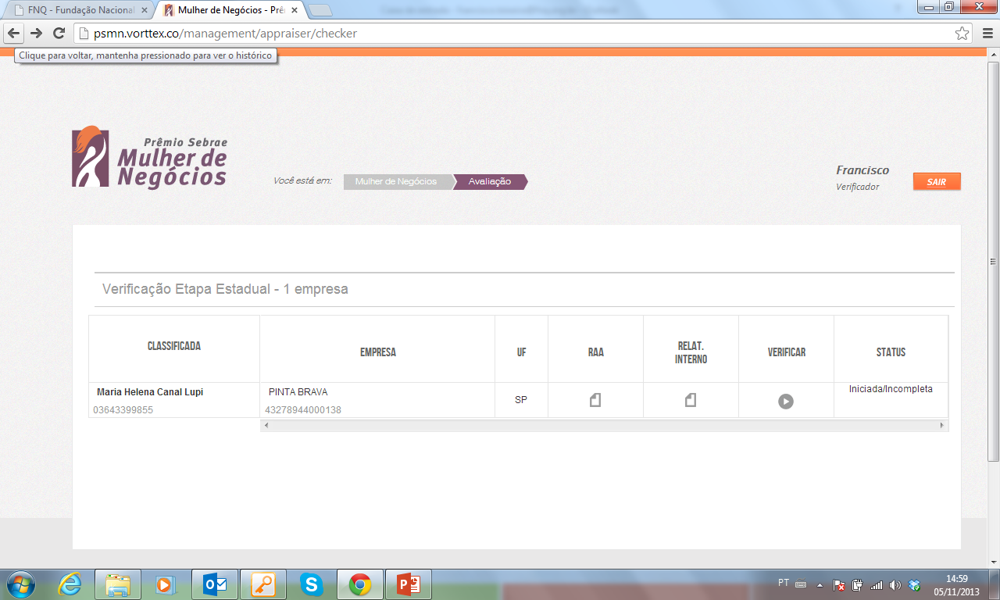 FNQ - Fundação Nacional
Mulher de Negócios - Prê
psmn.vorttex.co/management/appraiser/checker
Clique para voltar, mantenha pressionado para ver o histórico
Prêmio Sebrae
Mulher de
Negócios
Você está em:
Mulher de Negócios
Avaliação
Francisco
Verificador
SAIR
Verificação Etapa Estadual - 1 empresa
CLASSIFICADA
EMPRESA
UF
RAA
RELAT.
INTERNO
VERIFICAR
STATUS
Maria Helena Canal Lupi
03643399855
PINTA BRAVA
43278944000138
SP
Iniciada/Incompleta
PT
14:59
05/11/2013